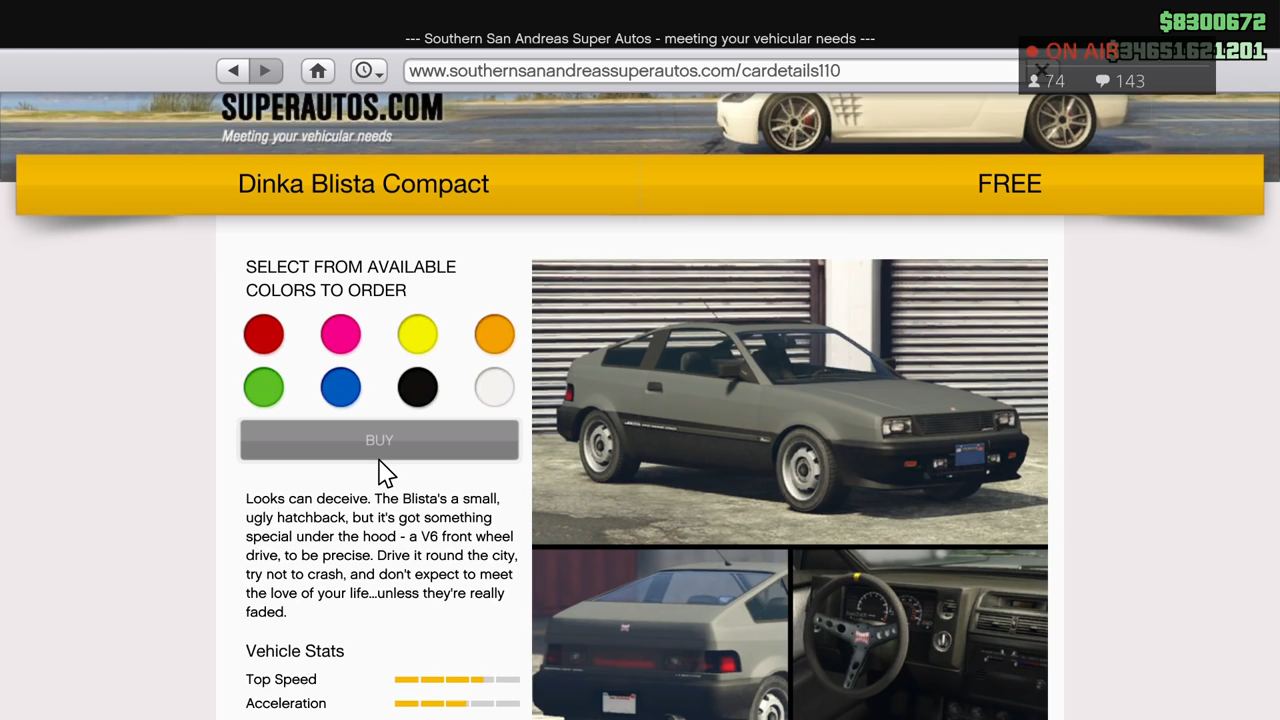 $8300672
--- Southern San Andreas Super Autos - meeting your vehicular needs ---
ON AIR
$34651621201
www.southernsanandreassuperautos.com/cardetails110
74
143
SUPERAUTOS.COM
Meeting your vehicular needs
Dinka Blista Compact
FREE
SELECT FROM AVAILABLE
COLORS TO ORDER
BUY
Looks can deceive. The Blista's a small,
ugly hatchback, but it's got something
special under the hood - a V6 front wheel
drive, to be precise. Drive it round the city,
try not to crash, and don't expect to meet
the love of your life...unless they're really
faded.
Vehicle Stats
Top Speed
Acceleration